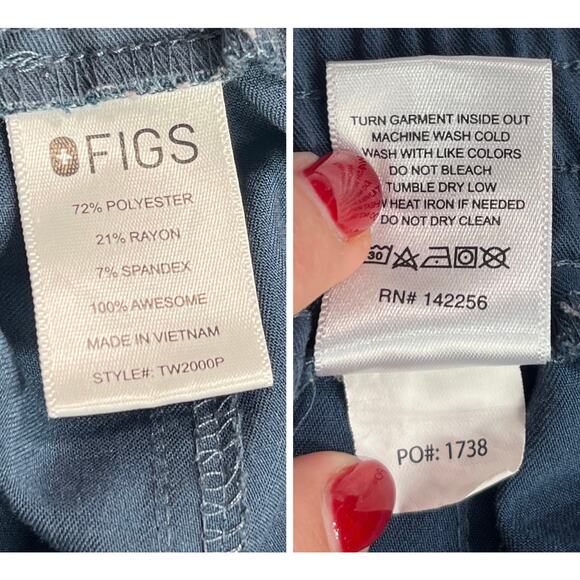 FIGS
72% POLYESTER
21% RAYON
7% SPANDEX
100% AWESOME
MADE IN VIETNAM
STYLE#: TW2000P
TURN GARMENT INSIDE OUT
MACHINE WASH COLD
WASH WITH LIKE COLORS
DO NOT BLEACH
TUMBLE DRY LOW
HEAT IRON IF NEEDED
DO NOT DRY CLEAN
30
RN# 142256
PO#: 1738